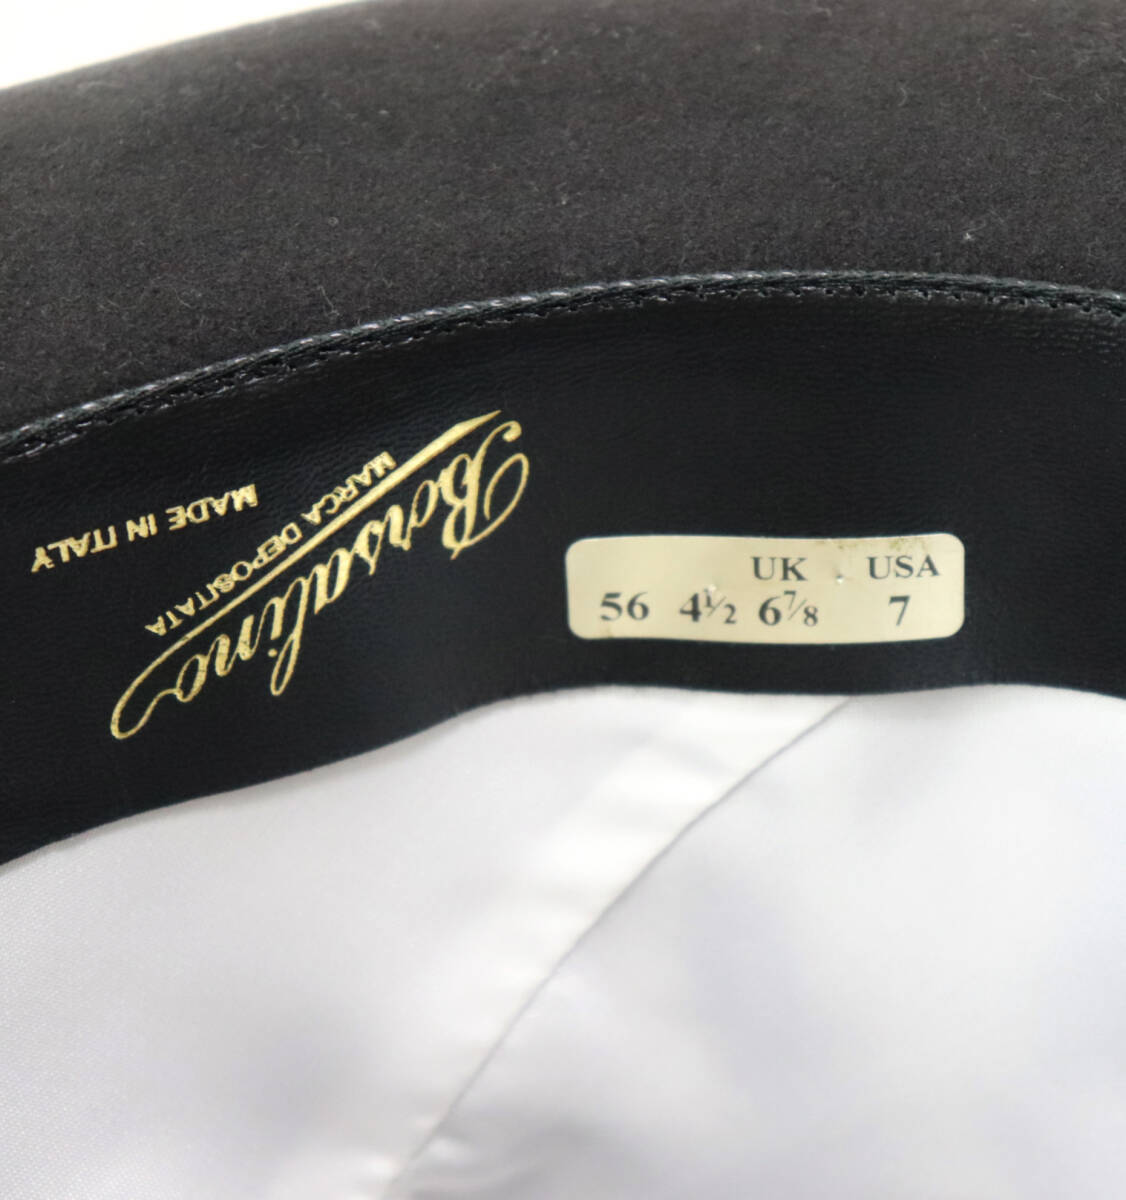 Borsalino
MARCA DEPOSITATA
MADE IN ITALY
UK USA
56 4½ 6⅞ 7